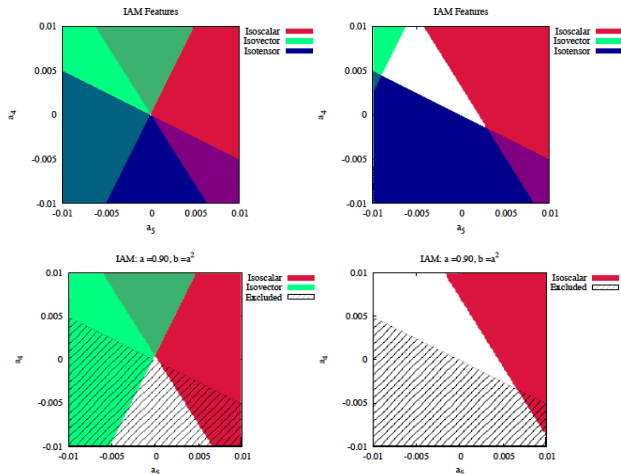 IAM Features
Isoscalar
Isovector
Isotensor
0.01
0.005
0
-0.005
-0.01
a4
-0.01 -0.005 0 0.005 0.01
a5
IAM Features
Isoscalar
Isovector
Isotensor
0.01
0.005
0
-0.005
-0.01
a4
-0.01 -0.005 0 0.005 0.01
a5
IAM: a =0.90, b =a²
Isoscalar
Isovector
Excluded
0.01
0.005
0
-0.005
-0.01
a4
-0.01 -0.005 0 0.005 0.01
a5
IAM: a =0.90, b =a²
Isoscalar
Excluded
0.01
0.005
0
-0.005
-0.01
a4
-0.01 -0.005 0 0.005 0.01
a5